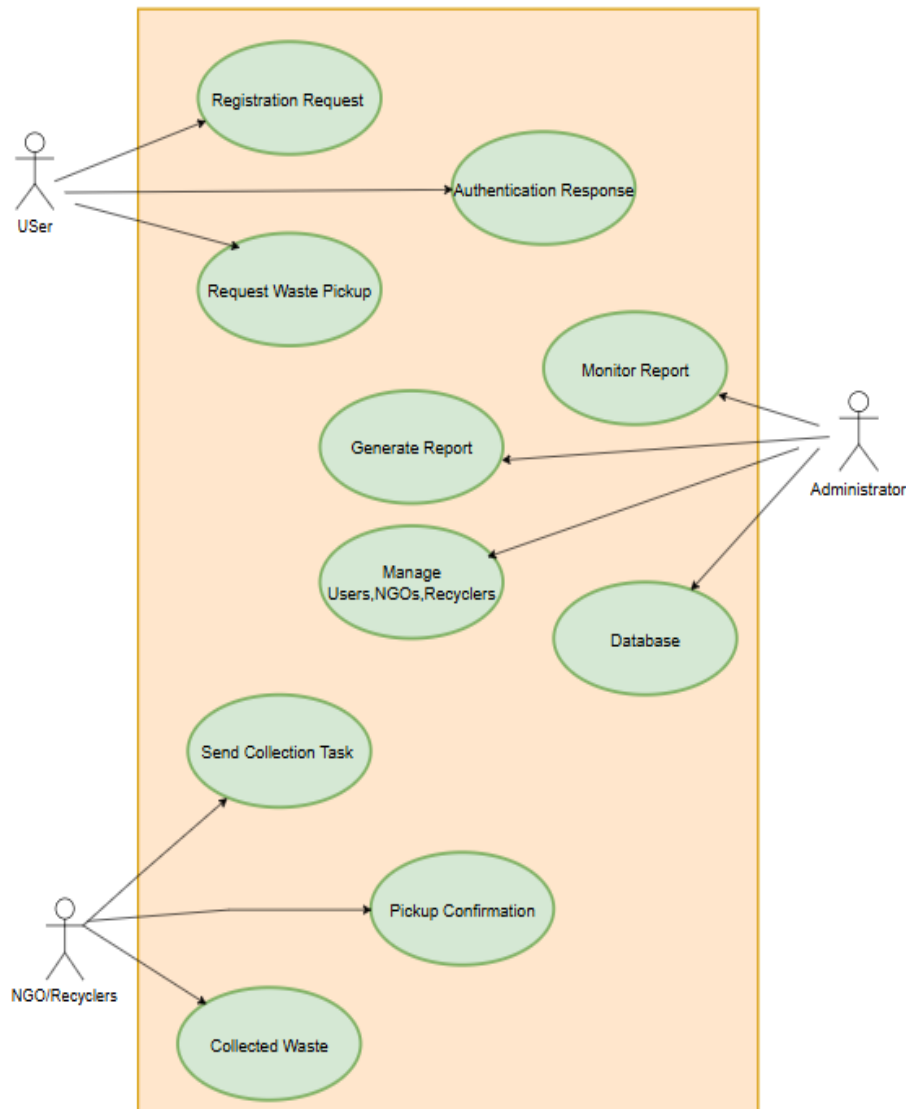 Registration Request
Authentication Response
USer
Request Waste Pickup
Monitor Report
Generate Report
Administrator
Manage
Users,NGOs,Recyclers
Database
Send Collection Task
Pickup Confirmation
NGO/Recyclers
Collected Waste